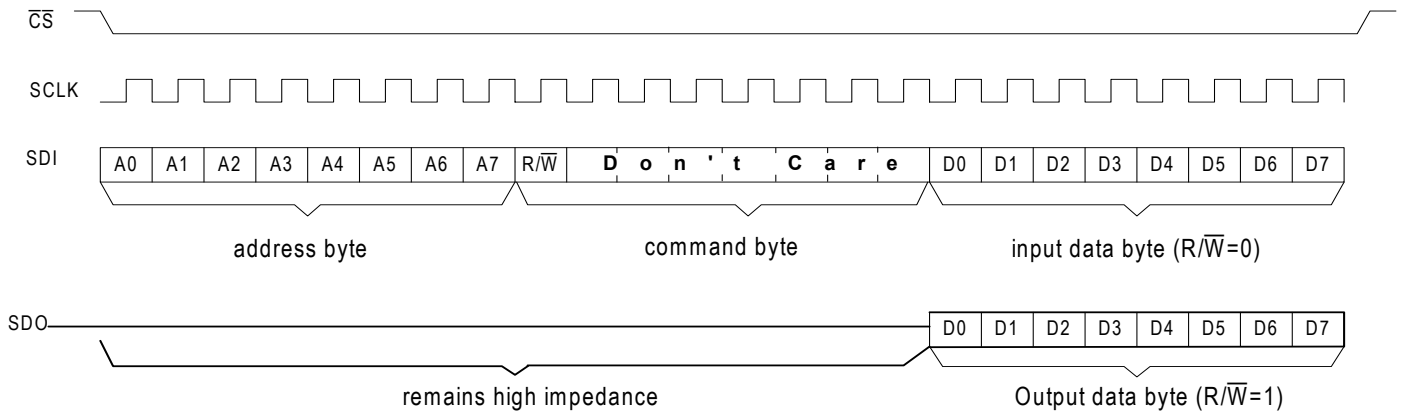 C̅S̅
SCLK
SDI A0 A1 A2 A3 A4 A5 A6 A7 R/W̅ Don't Care D0 D1 D2 D3 D4 D5 D6 D7
address byte command byte input data byte (R/W̅=0)
SDO D0 D1 D2 D3 D4 D5 D6 D7
remains high impedance Output data byte (R/W̅=1)